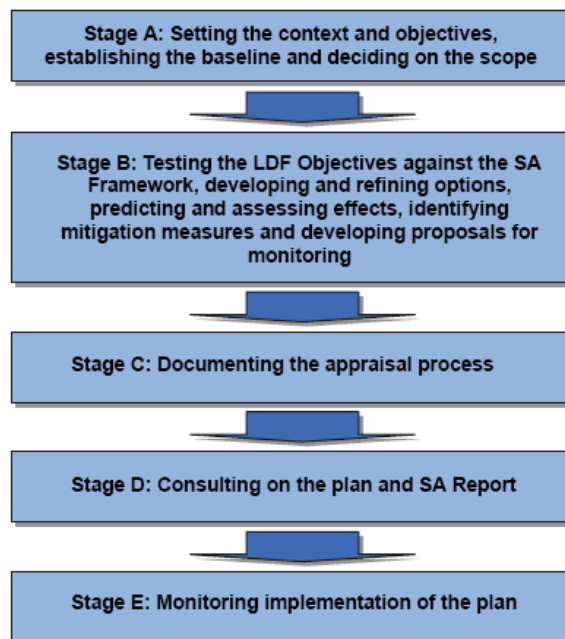 Stage A: Setting the context and objectives,
establishing the baseline and deciding on the scope
Stage B: Testing the LDF Objectives against the SA
Framework, developing and refining options,
predicting and assessing effects, identifying
mitigation measures and developing proposals for
monitoring
Stage C: Documenting the appraisal process
Stage D: Consulting on the plan and SA Report
Stage E: Monitoring implementation of the plan